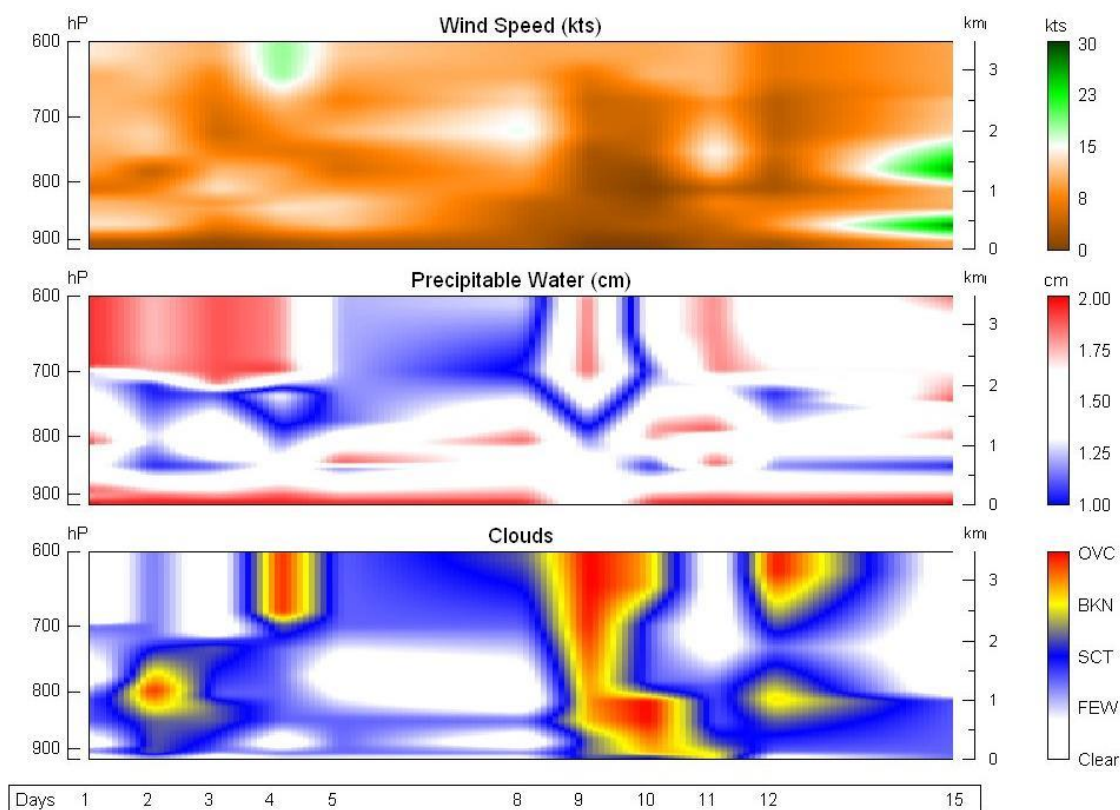 hP Wind Speed (kts) km kts
600 30
3 23
700
2 15
800
1 8
900
0 0
hP Precipitable Water (cm) km cm
600 2.00
3 1.75
700
2 1.50
800
1 1.25
900
0 1.00
hP Clouds km
600 OVC
3 BKN
700
2 SCT
800
1 FEW
900
0 Clear
Days 1 2 3 4 5 8 9 10 11 12 15